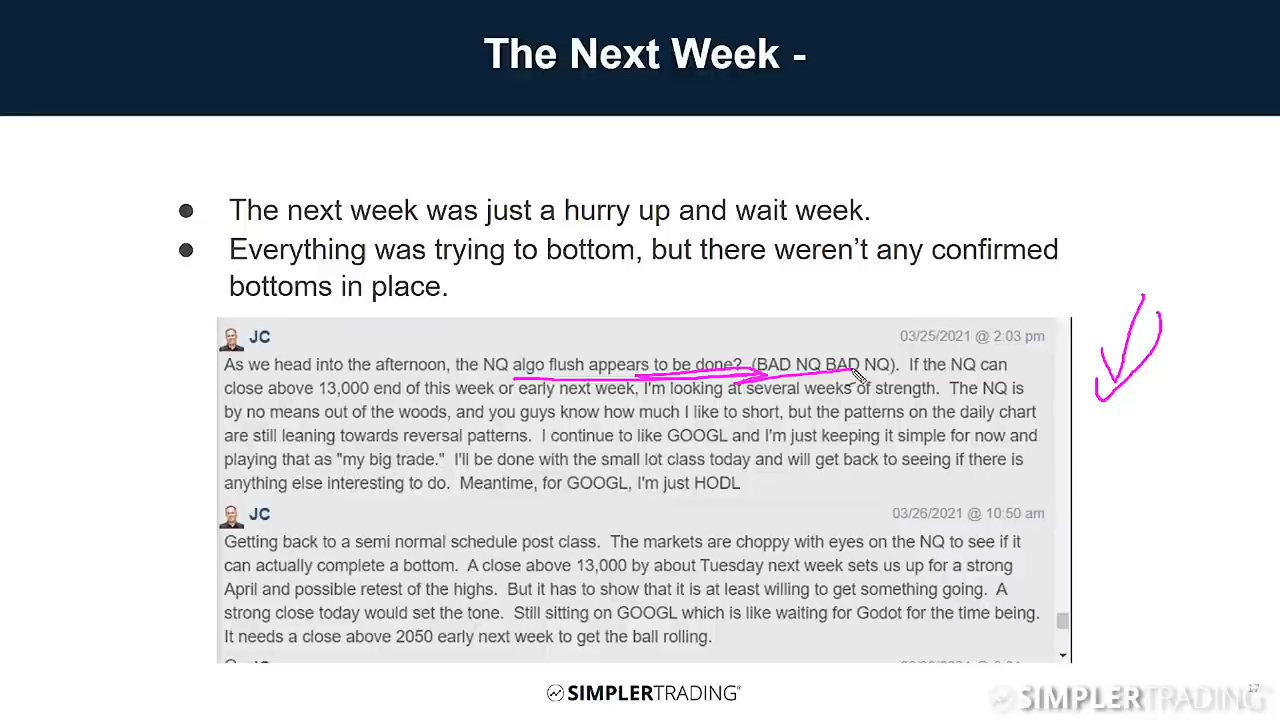 The Next Week -
● The next week was just a hurry up and wait week.
● Everything was trying to bottom, but there weren’t any confirmed
bottoms in place.
JC 03/25/2021 @ 2:03 pm
As we head into the afternoon, the NQ algo flush appears to be done? (BAD NQ BAD NQ). If the NQ can
close above 13,000 end of this week or early next week, I'm looking at several weeks of strength. The NQ is
by no means out of the woods, and you guys know how much I like to short, but the patterns on the daily chart
are still leaning towards reversal patterns. I continue to like GOOGL and I'm just keeping it simple for now and
playing that as "my big trade." I'll be done with the small lot class today and will get back to seeing if there is
anything else interesting to do. Meantime, for GOOGL, I'm just HODL
JC 03/26/2021 @ 10:50 am
Getting back to a semi normal schedule post class. The markets are choppy with eyes on the NQ to see if it
can actually complete a bottom. A close above 13,000 by about Tuesday next week sets us up for a strong
April and possible retest of the highs. But it has to show that it is at least willing to get something going. A
strong close today would set the tone. Still sitting on GOOGL which is like waiting for Godot for the time being.
It needs a close above 2050 early next week to get the ball rolling.
SIMPLERTRADING®
17
SIMPLERTRADING®